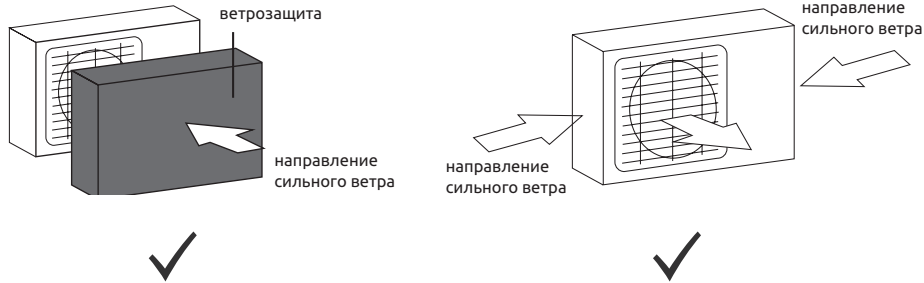 ветрозащита
направление
сильного ветра
направление
сильного ветра
направление
сильного ветра